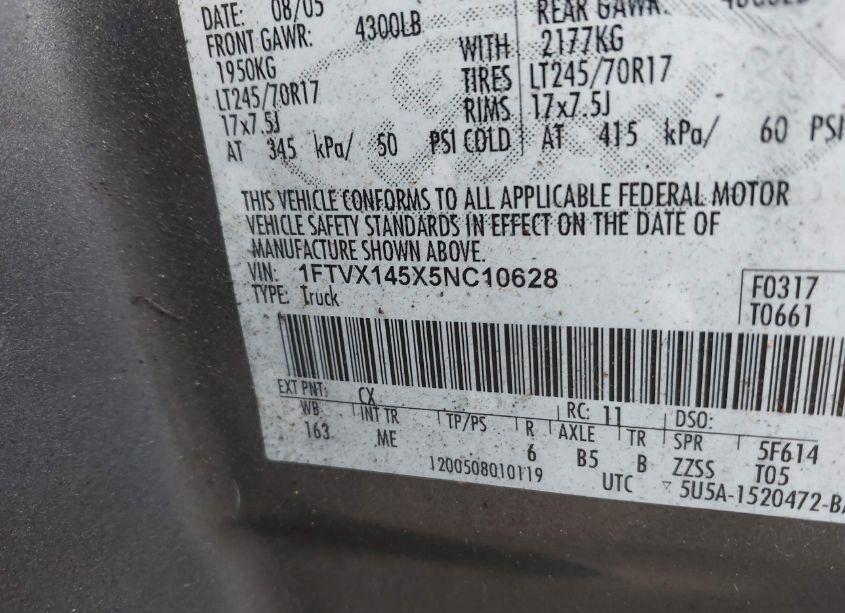 DATE: 08/05
FRONT GAWR: 4300LB
1950KG
LT245/70R17
17x7.5J
AT 345 kPa/ 50 PSI COLD
REAR GAWR:
WITH 2177KG
TIRES LT245/70R17
RIMS 17x7.5J
AT 415 kPa/ 60 PSI
THIS VEHICLE CONFORMS TO ALL APPLICABLE FEDERAL MOTOR
VEHICLE SAFETY STANDARDS IN EFFECT ON THE DATE OF
MANUFACTURE SHOWN ABOVE.
VIN: 1FTVX145X5NC10628
TYPE: Truck
F0317
T0661
EXT PNT: CX RC: 11 DSO:
WB INT TR TP/PS R AXLE TR SPR 5F614
163 ME 6 B5 B ZZSS T05
1200508010119 UTC 5U5A-1520472-BA